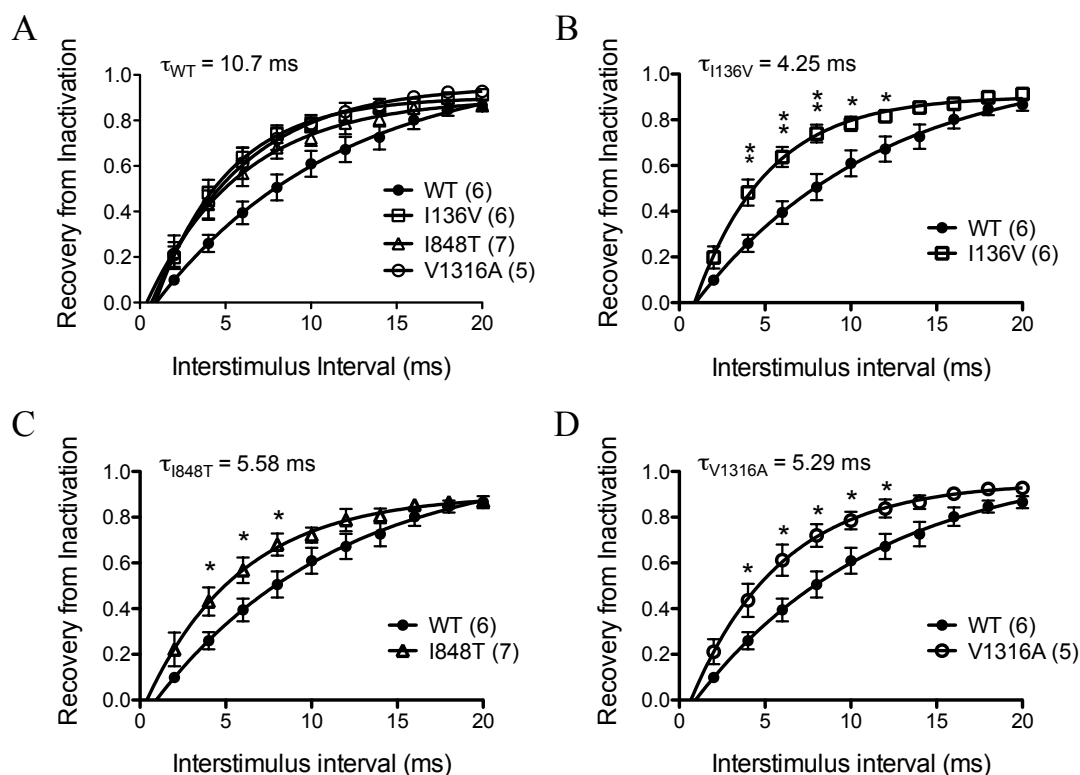 A
τWT = 10.7 ms
Recovery from Inactivation
1.0
0.8
0.6
0.4
0.2
0.0
0 5 10 15 20
Interstimulus Interval (ms)
WT (6)
I136V (6)
I848T (7)
V1316A (5)
B
τI136V = 4.25 ms
Recovery from Inactivation
1.0
0.8
0.6
0.4
0.2
0.0
** ** ** * *
0 5 10 15 20
Interstimulus interval (ms)
WT (6)
I136V (6)
C
τI848T = 5.58 ms
Recovery from Inactivation
1.0
0.8
0.6
0.4
0.2
0.0
* * *
0 5 10 15 20
Interstimulus interval (ms)
WT (6)
I848T (7)
D
τV1316A = 5.29 ms
Recovery from Inactivation
1.0
0.8
0.6
0.4
0.2
0.0
* * * * *
0 5 10 15 20
Interstimulus interval (ms)
WT (6)
V1316A (5)